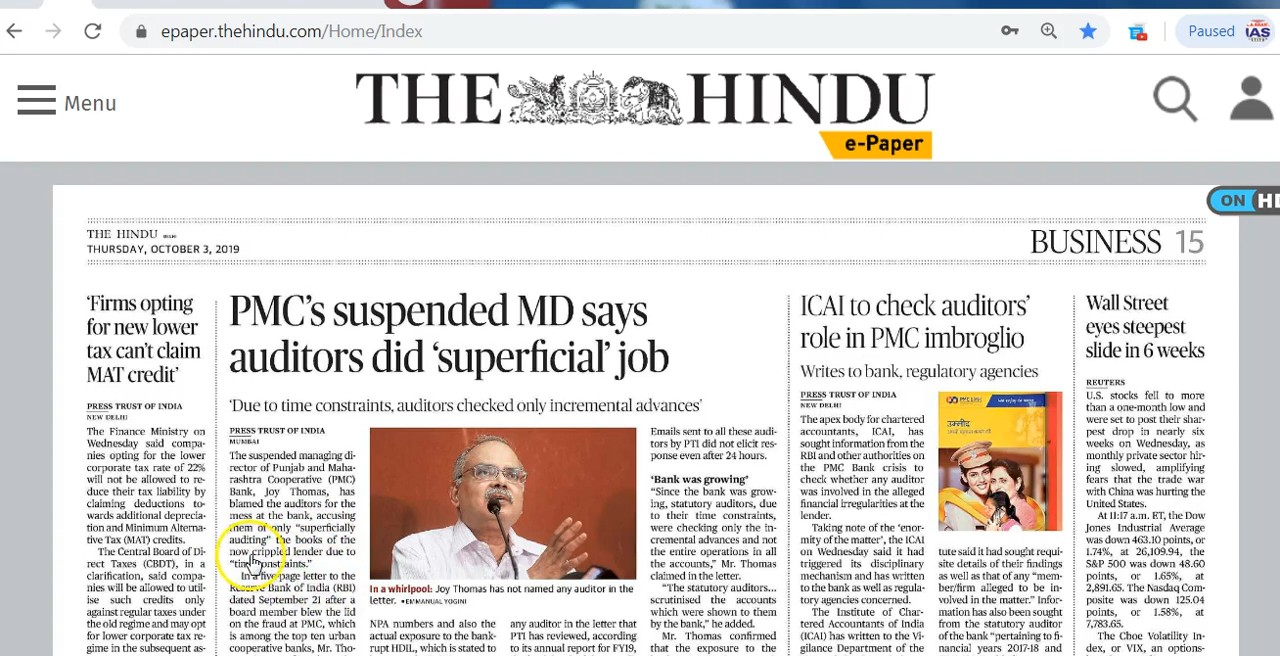 epaper.thehindu.com/Home/Index
Paused
IAS
Menu
THE HINDU
e-Paper
ON HD
THE HINDU DELHI
THURSDAY, OCTOBER 3, 2019
BUSINESS 15
‘Firms opting
for new lower
tax can’t claim
MAT credit’
PRESS TRUST OF INDIA
NEW DELHI
The Finance Ministry on
Wednesday said compa-
nies opting for the lower
corporate tax rate of 22%
will not be allowed to re-
duce their tax liability by
claiming deductions to-
wards additional deprecia-
tion and Minimum Alterna-
tive Tax (MAT) credits.
The Central Board of Di-
rect Taxes (CBDT), in a
clarification, said compa-
nies will be allowed to util-
ise such credits only
against regular taxes under
the old regime and may opt
for lower corporate tax re-
gime in the subsequent as-
PMC’s suspended MD says
auditors did ‘superficial’ job
‘Due to time constraints, auditors checked only incremental advances’
PRESS TRUST OF INDIA
MUMBAI
The suspended managing di-
rector of Punjab and Maha-
rashtra Cooperative (PMC)
Bank, Joy Thomas, has
blamed the auditors for the
mess at the bank, accusing
them of only “superficially
auditing” the books of the
now crippled lender due to
“time constraints.”
In a five page letter to the
Reserve Bank of India (RBI)
dated September 21 after a
board member blew the lid
on the fraud at PMC, which
is among the top ten urban
cooperative banks, Mr. Tho-
In a whirlpool: Joy Thomas has not named any auditor in the
letter. •EMMANUAL YOGINI
NPA numbers and also the
actual exposure to the bank-
rupt HDIL, which is stated to
any auditor in the letter that
PTI has reviewed, according
to its annual report for FY19,
Emails sent to all these audi-
tors by PTI did not elicit res-
ponse even after 24 hours.
‘Bank was growing’
“Since the bank was grow-
ing, statutory auditors, due
to their time constraints,
were checking only the in-
cremental advances and not
the entire operations in all
the accounts,” Mr. Thomas
claimed in the letter.
“The statutory auditors...
scrutinised the accounts
which were shown to them
by the bank,” he added.
Mr. Thomas confirmed
that the exposure to the
ICAI to check auditors’
role in PMC imbroglio
Writes to bank, regulatory agencies
PRESS TRUST OF INDIA
NEW DELHI
The apex body for chartered
accountants, ICAI, has
sought information from the
RBI and other authorities on
the PMC Bank crisis to
check whether any auditor
was involved in the alleged
financial irregularities at the
lender.
Taking note of the ‘enor-
mity of the matter’, the ICAI
on Wednesday said it had
triggered its disciplinary
mechanism and has written
to the bank as well as regula-
tory agencies concerned.
The Institute of Char-
tered Accountants of India
(ICAI) has written to the Vi-
gilance Department of the
उम्मीद
tute said it had sought requi-
site details of their findings
as well as that of any “mem-
ber/firm alleged to be in-
volved in the matter.” Infor-
mation has also been sought
from the statutory auditor
of the bank “pertaining to fi-
nancial years 2017-18 and
Wall Street
eyes steepest
slide in 6 weeks
REUTERS
U.S. stocks fell to more
than a one-month low and
were set to post their shar-
pest drop in nearly six
weeks on Wednesday, as
monthly private sector hir-
ing slowed, amplifying
fears that the trade war
with China was hurting the
United States.
At 11:17 a.m. ET, the Dow
Jones Industrial Average
was down 463.10 points, or
1.74%, at 26,109.94, the
S&P 500 was down 48.60
points, or 1.65%, at
2,891.65. The Nasdaq Com-
posite was down 125.04
points, or 1.58%, at
7,783.65.
The Cboe Volatility In-
dex, or VIX, an options-